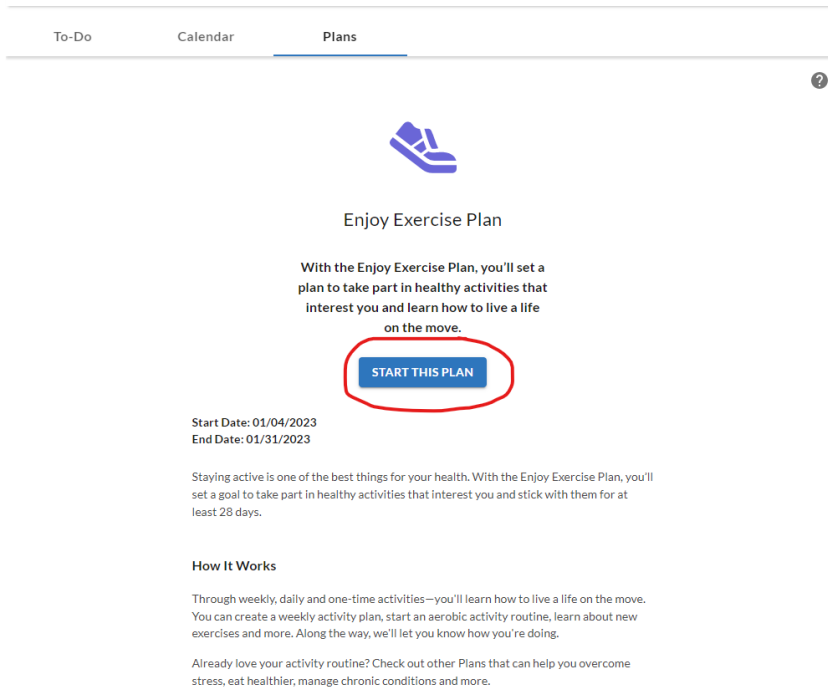 To-Do Calendar Plans
?
Enjoy Exercise Plan
With the Enjoy Exercise Plan, you'll set a
plan to take part in healthy activities that
interest you and learn how to live a life
on the move.
START THIS PLAN
Start Date: 01/04/2023
End Date: 01/31/2023
Staying active is one of the best things for your health. With the Enjoy Exercise Plan, you'll
set a goal to take part in healthy activities that interest you and stick with them for at
least 28 days.
How It Works
Through weekly, daily and one-time activities—you'll learn how to live a life on the move.
You can create a weekly activity plan, start an aerobic activity routine, learn about new
exercises and more. Along the way, we'll let you know how you're doing.
Already love your activity routine? Check out other Plans that can help you overcome
stress, eat healthier, manage chronic conditions and more.